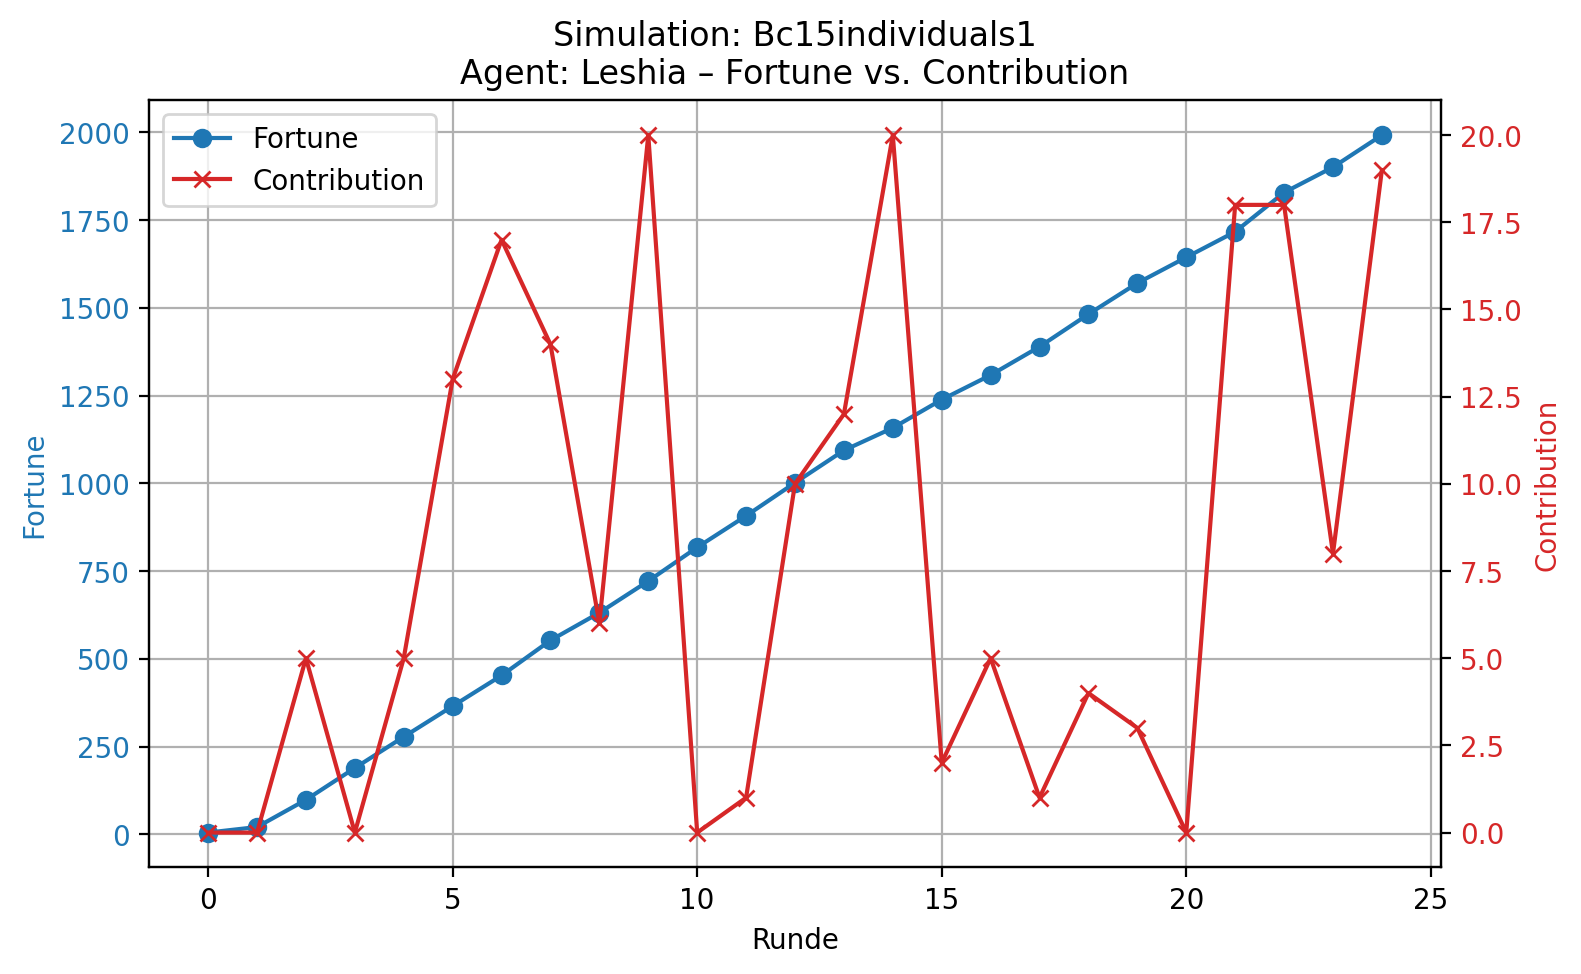 Simulation: Bc15individuals1
Agent: Leshia – Fortune vs. Contribution
Fortune
Contribution
2000
1750
1500
1250
1000
750
500
250
0
Fortune
20.0
17.5
15.0
12.5
10.0
7.5
5.0
2.5
0.0
Contribution
0 5 10 15 20 25
Runde